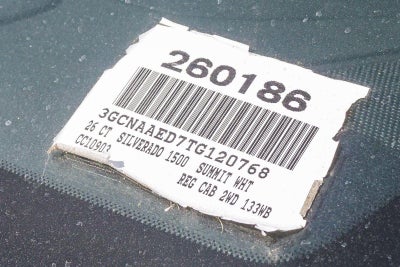 260186
3GCNAAED7TG120768
26 CT SILVERADO 1500 SUMMIT WHT
CC10903 REG CAB 2WD 133WB